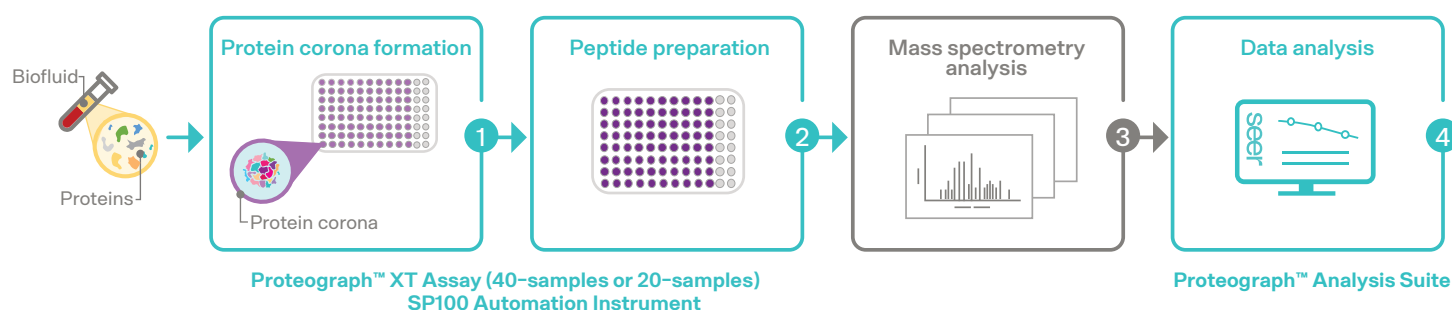 Biofluid
Proteins
Protein corona formation
Protein corona
1
Peptide preparation
2
Mass spectrometry
analysis
3
Data analysis
seer
4
Proteograph™ XT Assay (40-samples or 20-samples)
SP100 Automation Instrument
Proteograph™ Analysis Suite